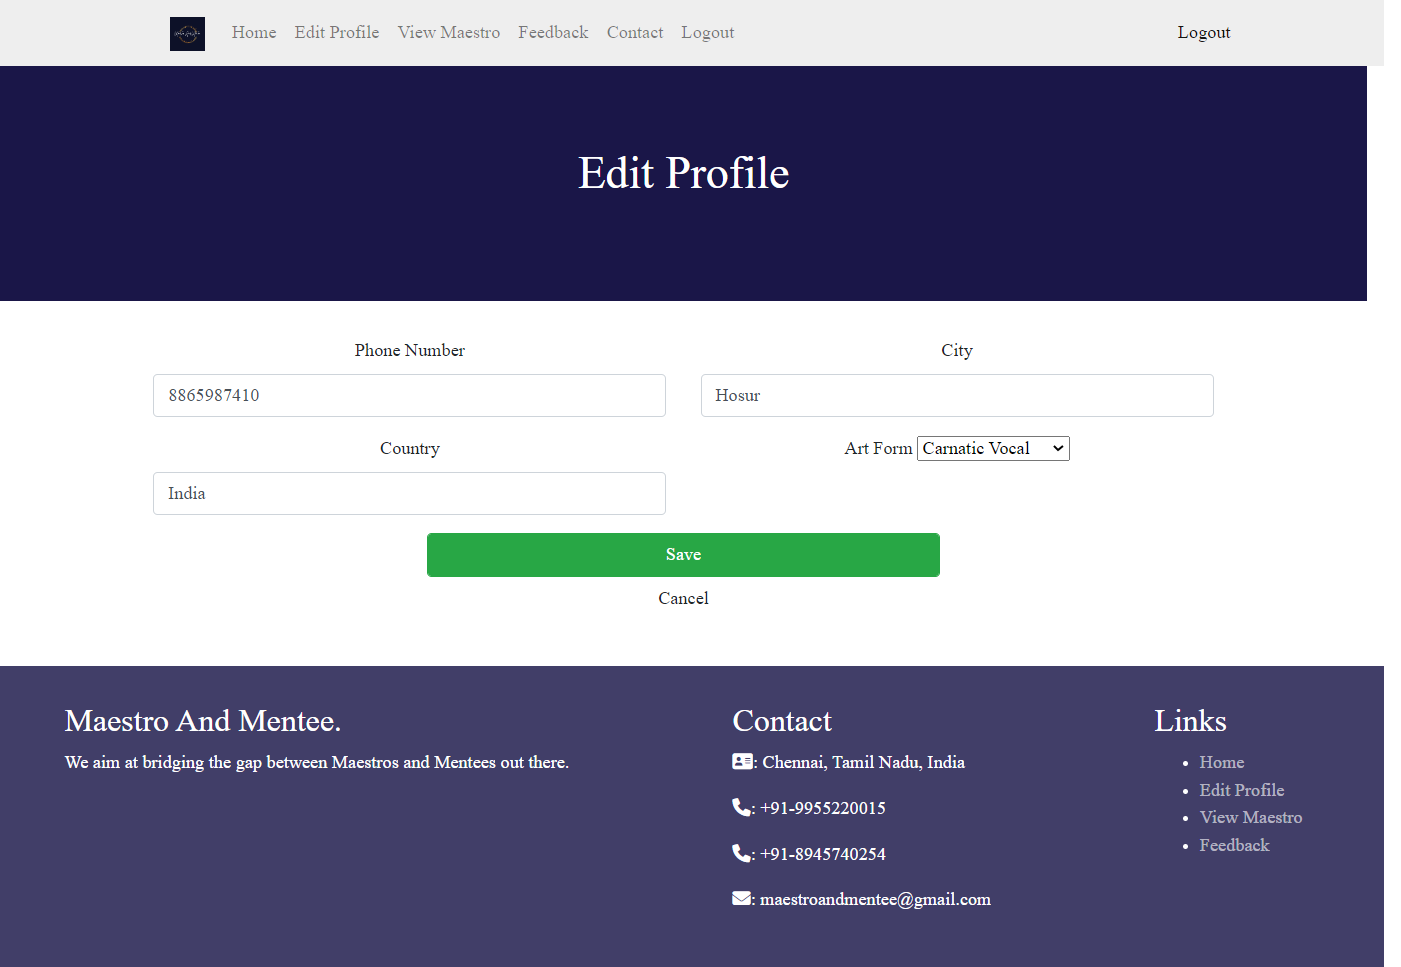 Home Edit Profile View Maestro Feedback Contact Logout Logout
Edit Profile
Phone Number City
8865987410 Hosur
Country Art Form Carnatic Vocal
India
Save
Cancel
Maestro And Mentee.
We aim at bridging the gap between Maestros and Mentees out there.
Contact
: Chennai, Tamil Nadu, India
: +91-9955220015
: +91-8945740254
: maestroandmentee@gmail.com
Links
• Home
• Edit Profile
• View Maestro
• Feedback